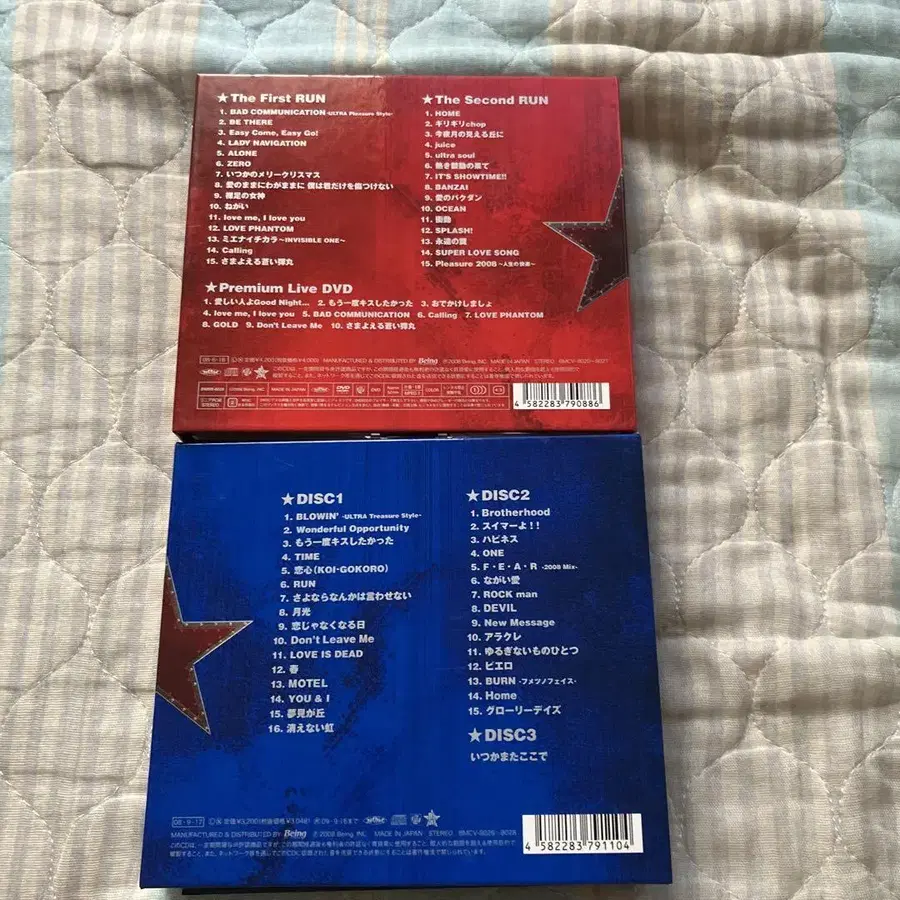 ★The First RUN
1. BAD COMMUNICATION -ULTRA Pleasure Style-
2. BE THERE
3. Easy Come, Easy Go!
4. LADY NAVIGATION
5. ALONE
6. ZERO
7. いつかのメリークリスマス
8. 愛のままにわがままに 僕は君だけを傷つけない
9. 裸足の女神
10. ねがい
11. love me, I love you
12. LOVE PHANTOM
13. ミエナイチカラ～INVISIBLE ONE～
14. Calling
15. さまよえる蒼い弾丸
★The Second RUN
1. HOME
2. ギリギリchop
3. 今夜月の見える丘に
4. juice
5. ultra soul
6. 熱き鼓動の果て
7. IT'S SHOWTIME!!
8. BANZAI
9. 愛のバクダン
10. OCEAN
11. 衝動
12. SPLASH!
13. 永遠の翼
14. SUPER LOVE SONG
15. Pleasure 2008 ～人生の快楽～
★Premium Live DVD
1. 愛しい人よGood Night... 2. もう一度キスしたかった 3. おでかけしましょ
4. love me, I love you 5. BAD COMMUNICATION 6. Calling 7. LOVE PHANTOM
8. GOLD 9. Don't Leave Me 10. さまよえる蒼い弾丸
MANUFACTURED & DISTRIBUTED BY Being Ⓟ2008 Being, INC. MADE IN JAPAN STEREO
4 582283 790886
★DISC1
1. BLOWIN' -ULTRA Treasure Style-
2. Wonderful Opportunity
3. もう一度キスしたかった
4. TIME
5. 恋心(KOI-GOKORO)
6. RUN
7. さよならなんかは言わせない
8. 月光
9. 恋じゃなくなる日
10. Don't Leave Me
11. LOVE IS DEAD
12. 春
13. MOTEL
14. YOU & I
15. 夢見が丘
16. 消えない虹
★DISC2
1. Brotherhood
2. スイマーよ!!
3. ハピネス
4. ONE
5. F・E・A・R -2008 Mix-
6. ながい愛
7. ROCK man
8. DEVIL
9. New Message
10. アラクレ
11. ゆるぎないものひとつ
12. ピエロ
13. BURN -フメツノフェイス-
14. Home
15. グローリーデイズ
★DISC3
いつかまたここで
08・9・17
MANUFACTURED & DISTRIBUTED BY Being Ⓟ2008 Being, INC. MADE IN JAPAN STEREO
4 582283 791104